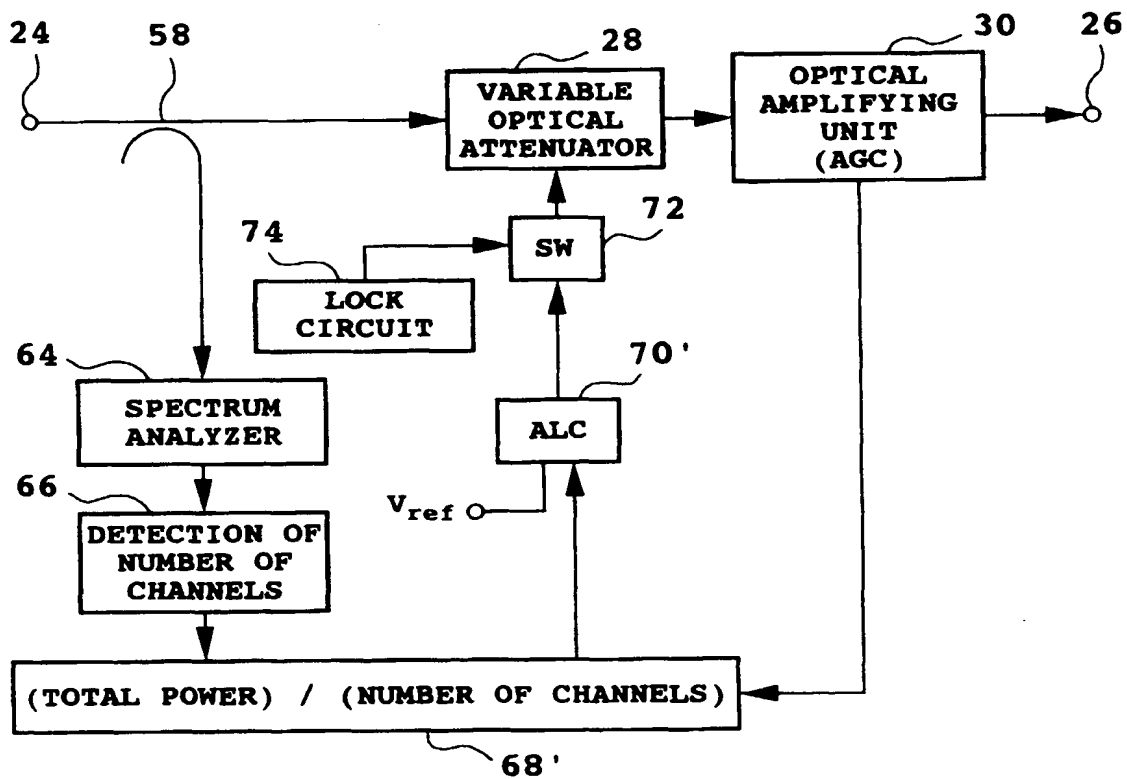 24
58
28
30
26
VARIABLE
OPTICAL
ATTENUATOR
OPTICAL
AMPLIFYING
UNIT
(AGC)
74
SW
72
LOCK
CIRCUIT
64
70'
SPECTRUM
ANALYZER
ALC
66
Vref
DETECTION OF
NUMBER OF
CHANNELS
(TOTAL POWER) / (NUMBER OF CHANNELS)
68'